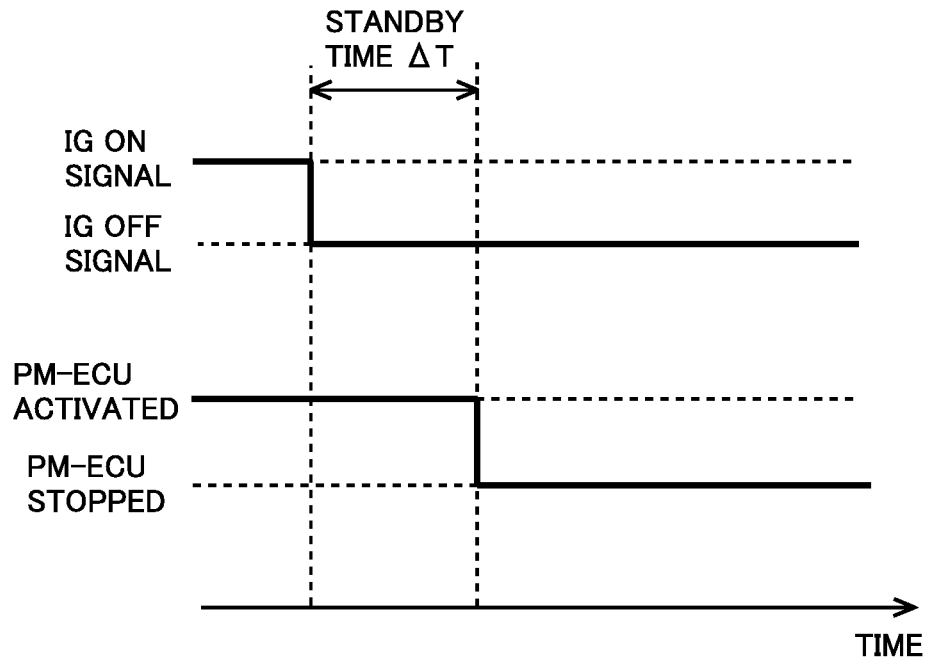 STANDBY
TIME ΔT
IG ON
SIGNAL
IG OFF
SIGNAL
PM-ECU
ACTIVATED
PM-ECU
STOPPED
TIME